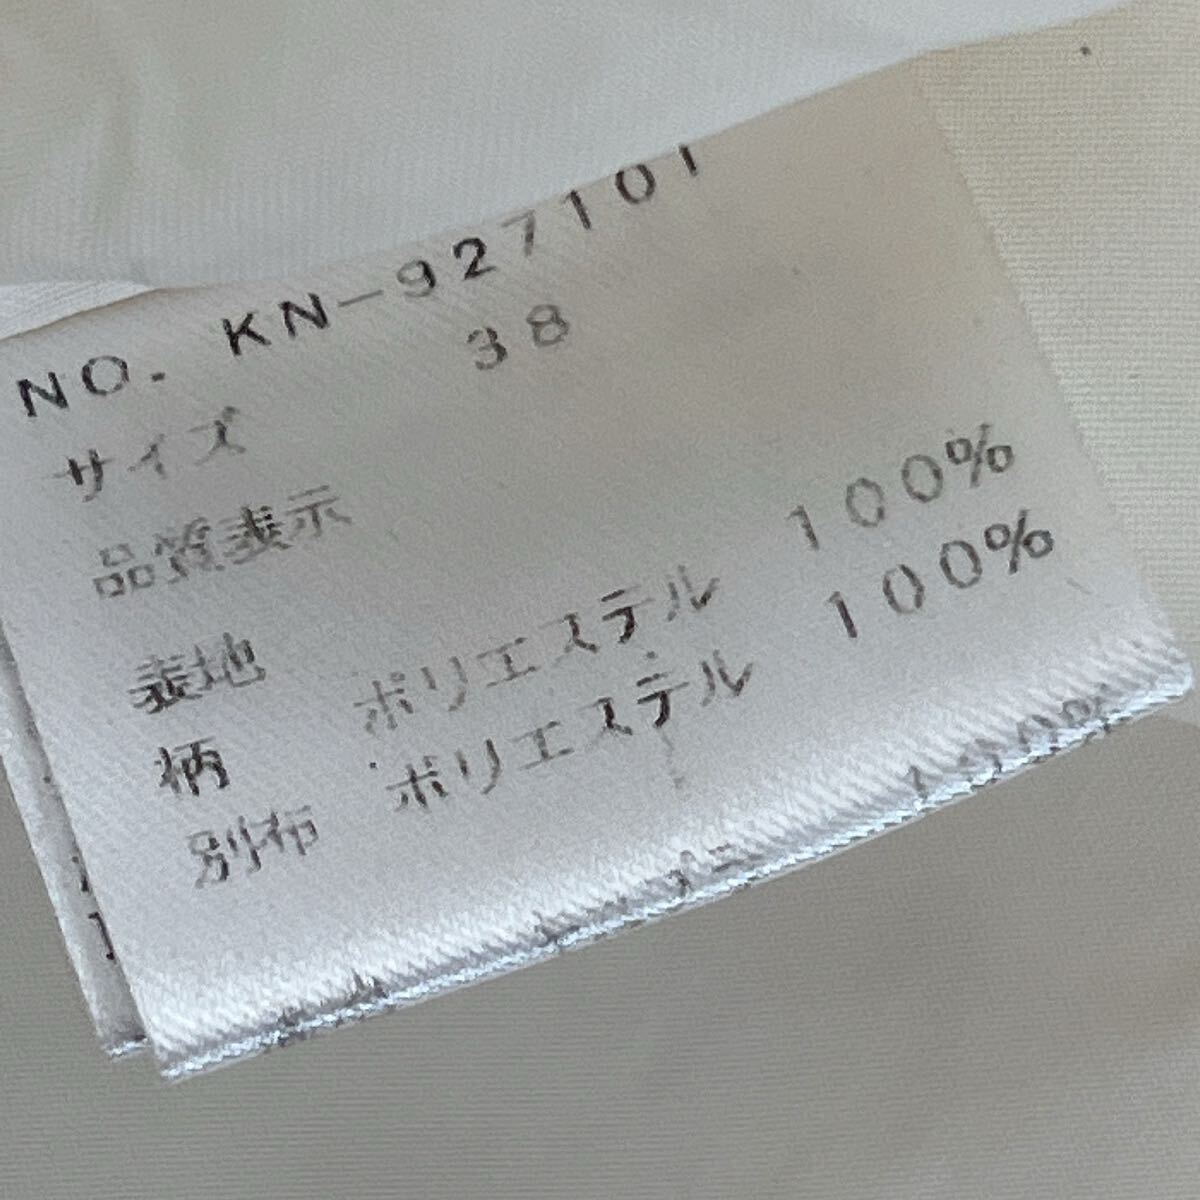 NO. KN-927101
サイズ 38
品質表示
表地 ポリエステル 100%
柄 ポリエステル 100%
別布